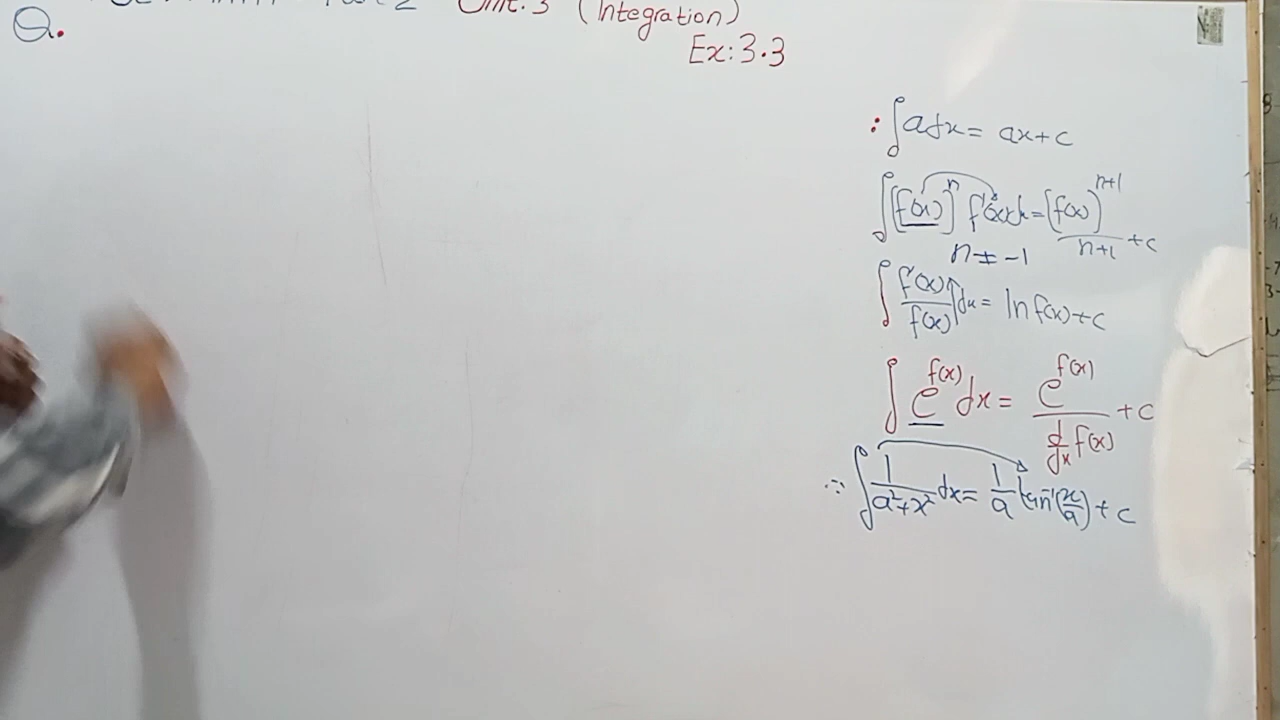 Unit. 3 (Integration)
Q.
Ex: 3.3
: ∫ a dx = ax + c
∫ [f(x)]ⁿ f'(x) dx = [f(x)]ⁿ⁺¹ / n+1 + c
n ≠ -1
∫ f'(x) / f(x) dx = ln f(x) + c
∫ e^f(x) dx = e^f(x) / d/dx f(x) + c
∵ ∫ 1 / a²+x² dx = 1/a tan⁻¹(x/a) + c